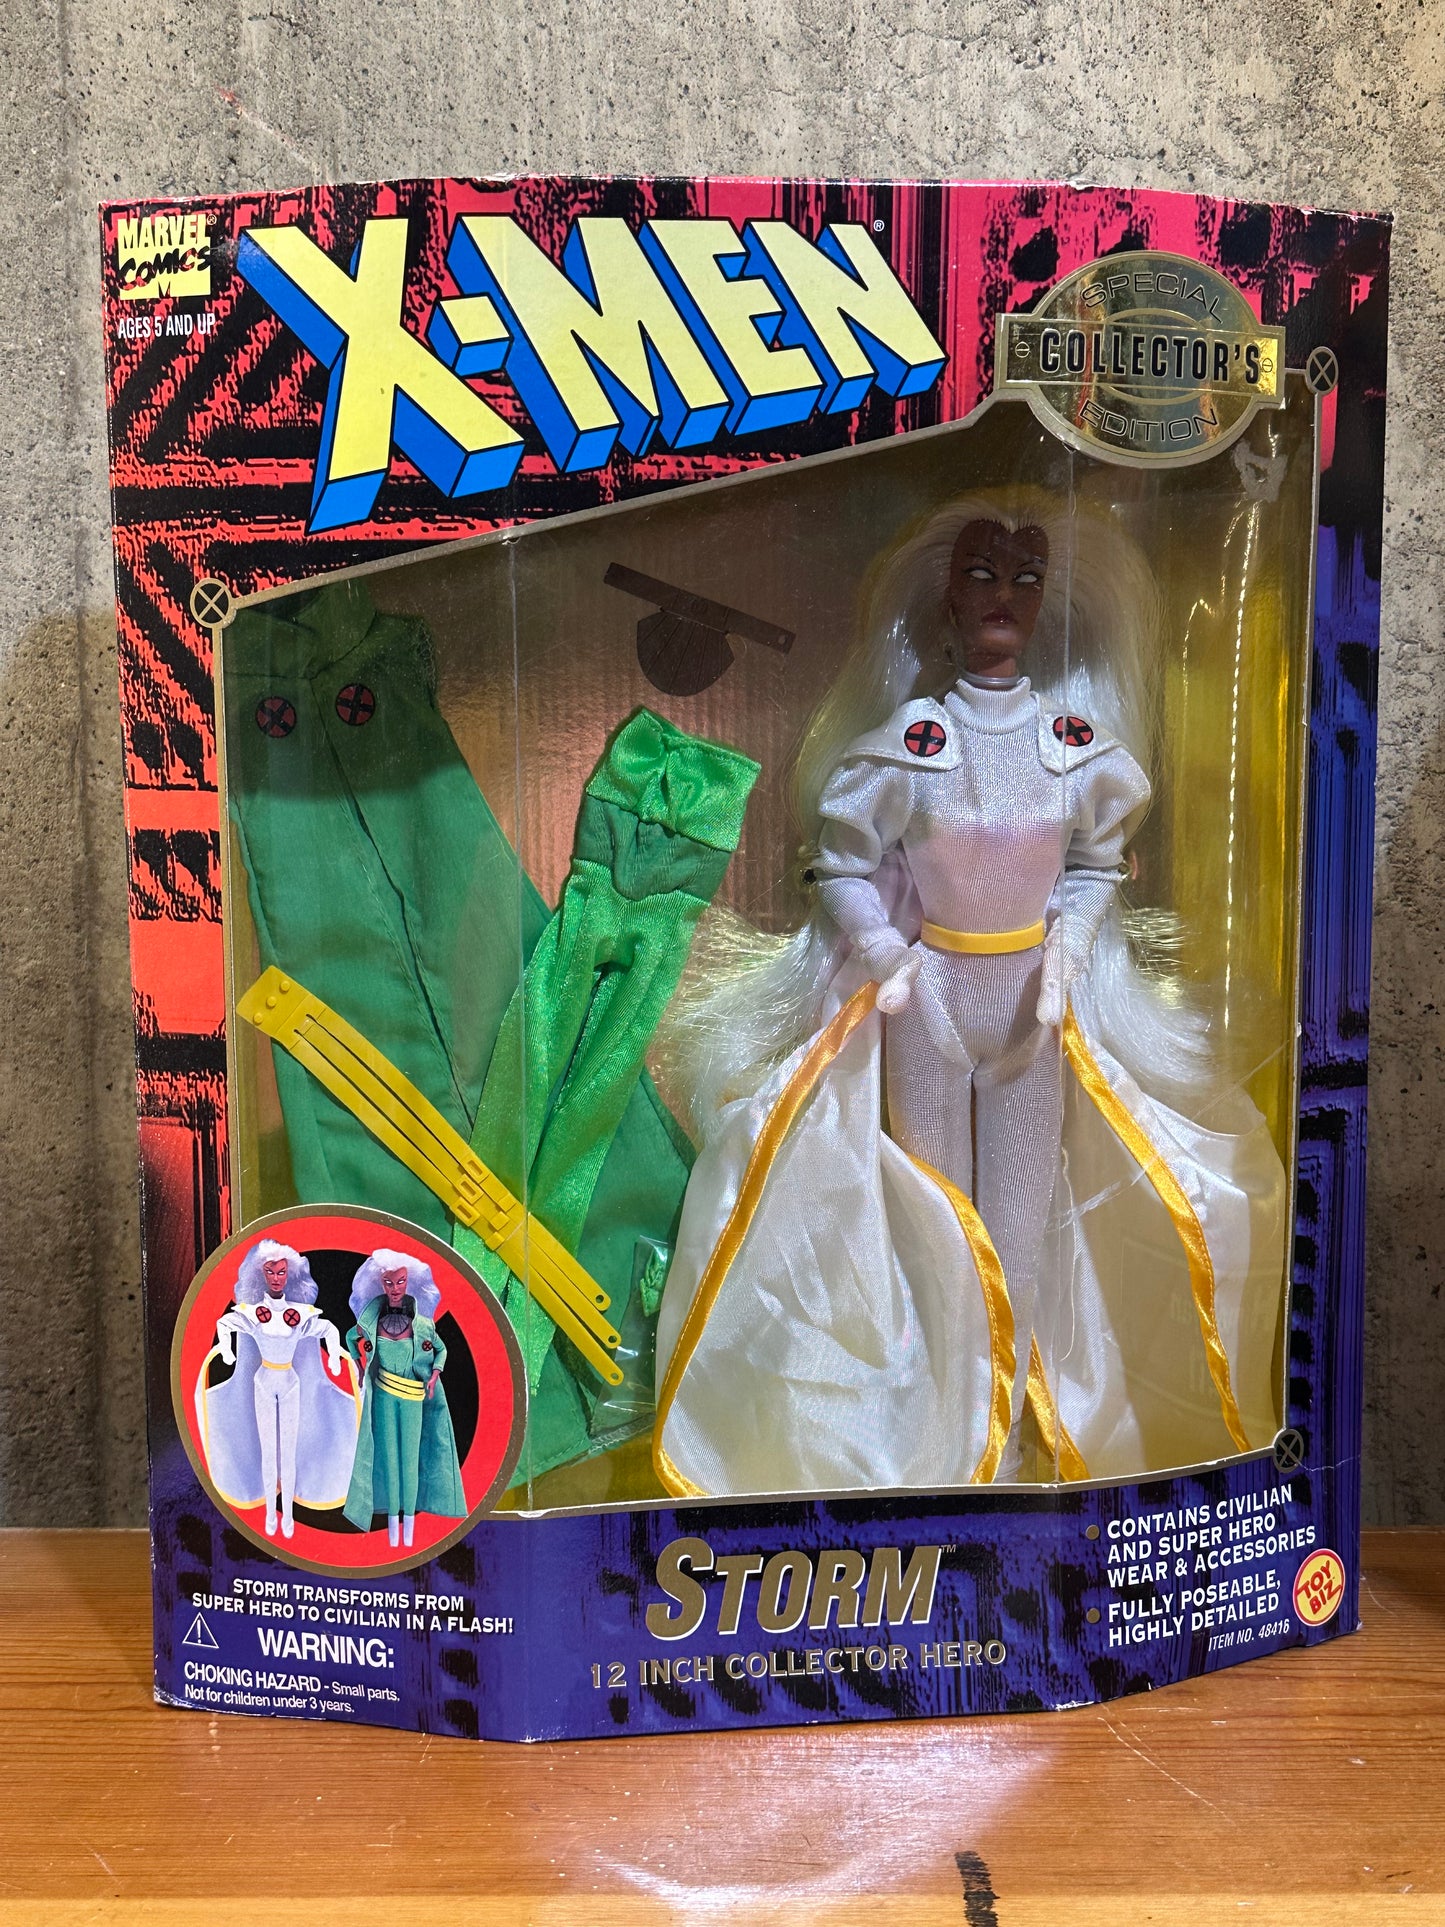 MARVEL®
COMICS
M
AGES 5 AND UP
X-MEN®
SPECIAL
COLLECTOR'S
EDITION
STORM TRANSFORMS FROM
SUPER HERO TO CIVILIAN IN A FLASH!
WARNING:
CHOKING HAZARD - Small parts.
Not for children under 3 years.
STORM™
12 INCH COLLECTOR HERO
CONTAINS CIVILIAN
AND SUPER HERO
WEAR & ACCESSORIES
FULLY POSEABLE,
HIGHLY DETAILED
ITEM NO. 48416
TOY
BIZ